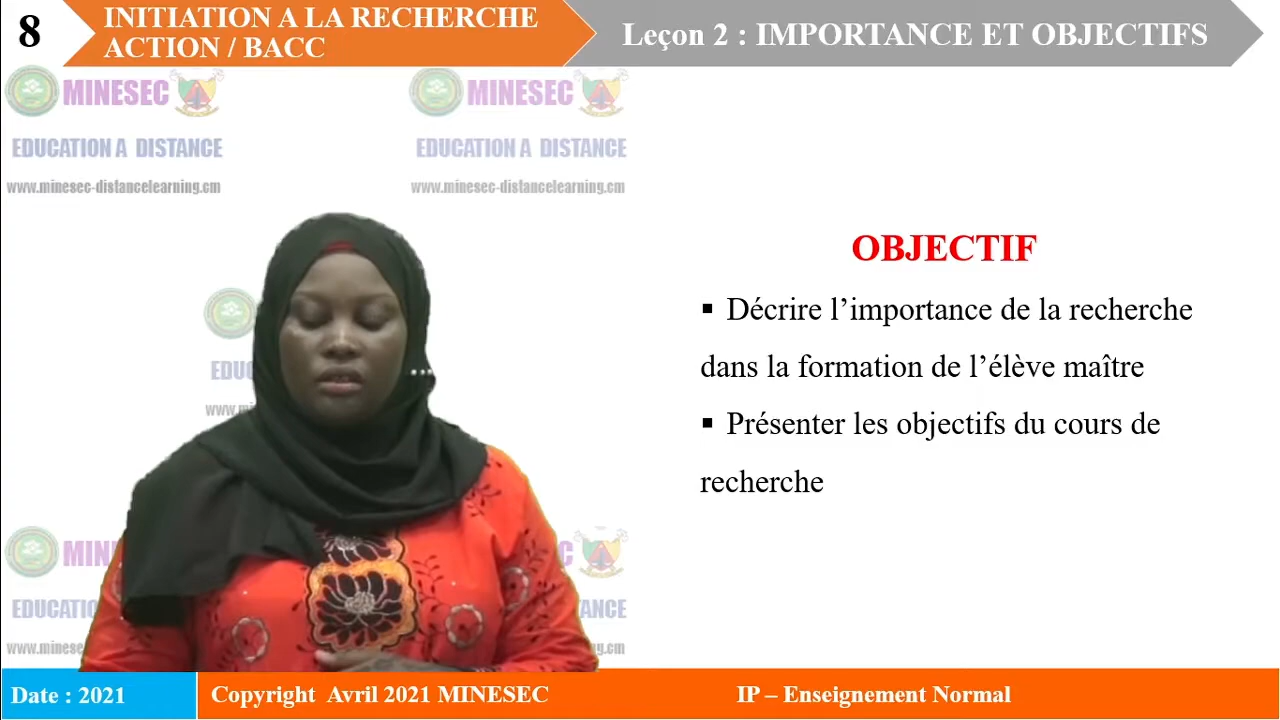 8
INITIATION A LA RECHERCHE
ACTION / BACC
Leçon 2 : IMPORTANCE ET OBJECTIFS
MINESEC
EDUCATION A DISTANCE
www.minesec-distancelearning.cm
MINESEC
EDUCATION A DISTANCE
www.minesec-distancelearning.cm
OBJECTIF
▪ Décrire l’importance de la recherche
dans la formation de l’élève maître
▪ Présenter les objectifs du cours de
recherche
Date : 2021
Copyright Avril 2021 MINESEC
IP – Enseignement Normal